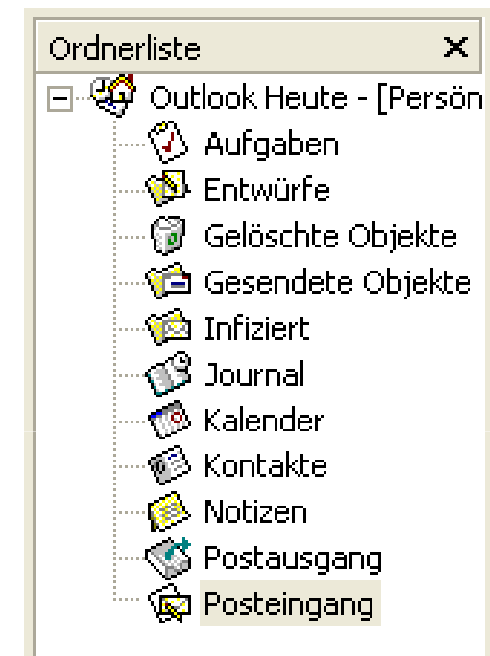 Ordnerliste
Outlook Heute - [Persön
Aufgaben
Entwürfe
Gelöschte Objekte
Gesendete Objekte
Infiziert
Journal
Kalender
Kontakte
Notizen
Postausgang
Posteingang